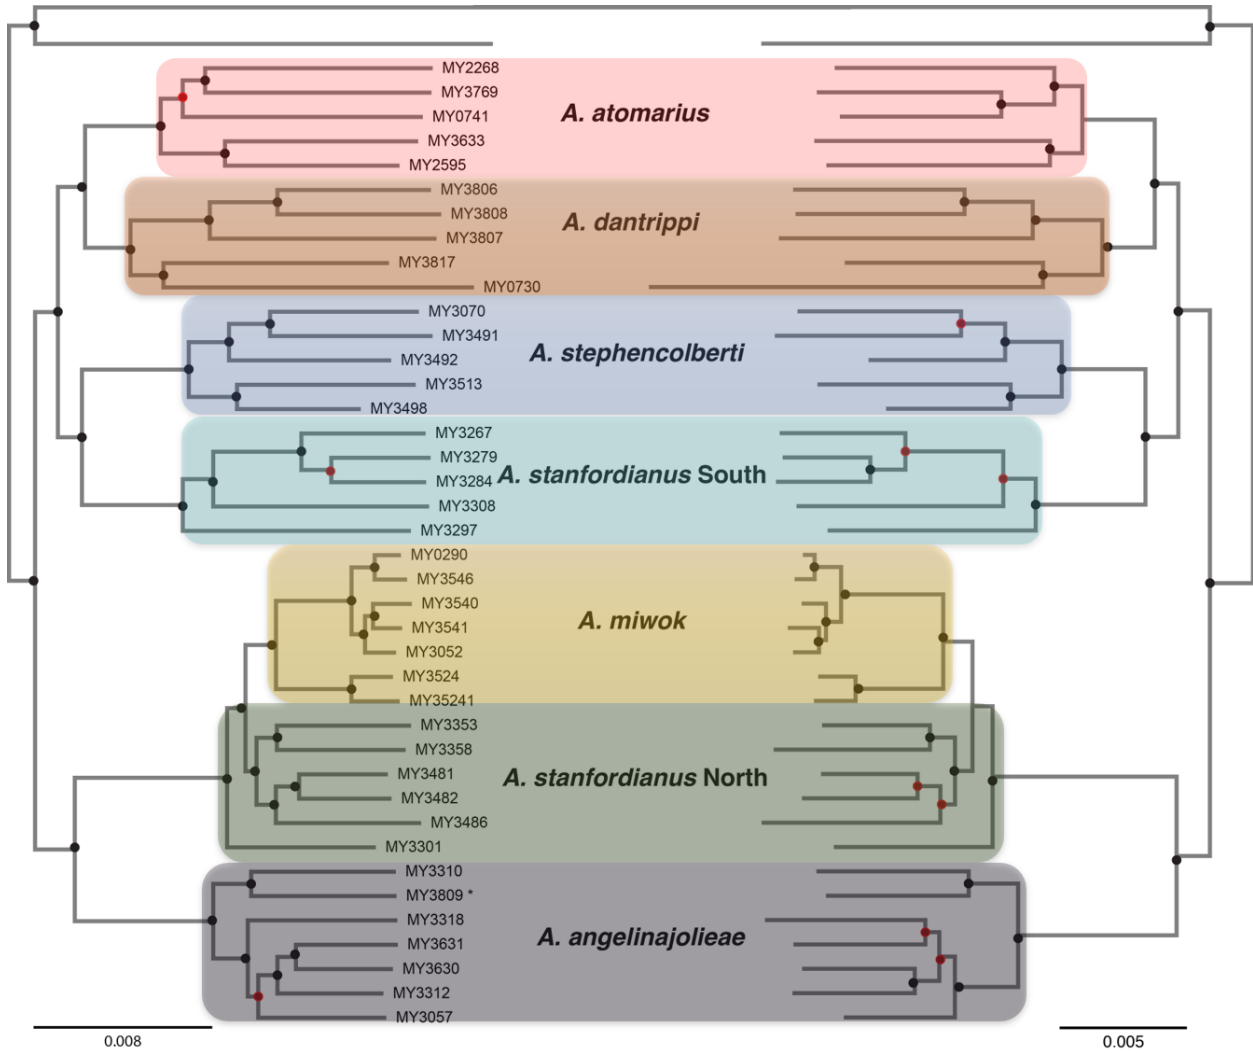 MY2268
MY3769
MY0741
A. atomarius
MY3633
MY2595
MY3806
MY3808
A. dantrippi
MY3807
MY3817
MY0730
MY3070
MY3491
A. stephencolberti
MY3492
MY3513
MY3498
MY3267
MY3279
MY3284 A. stanfordianus South
MY3308
MY3297
MY0290
MY3546
MY3540
A. miwok
MY3541
MY3052
MY3524
MY35241
MY3353
MY3358
MY3481 A. stanfordianus North
MY3482
MY3486
MY3301
MY3310
MY3809 *
MY3318
MY3631 A. angelinajolieae
MY3630
MY3312
MY3057
0.008 0.005